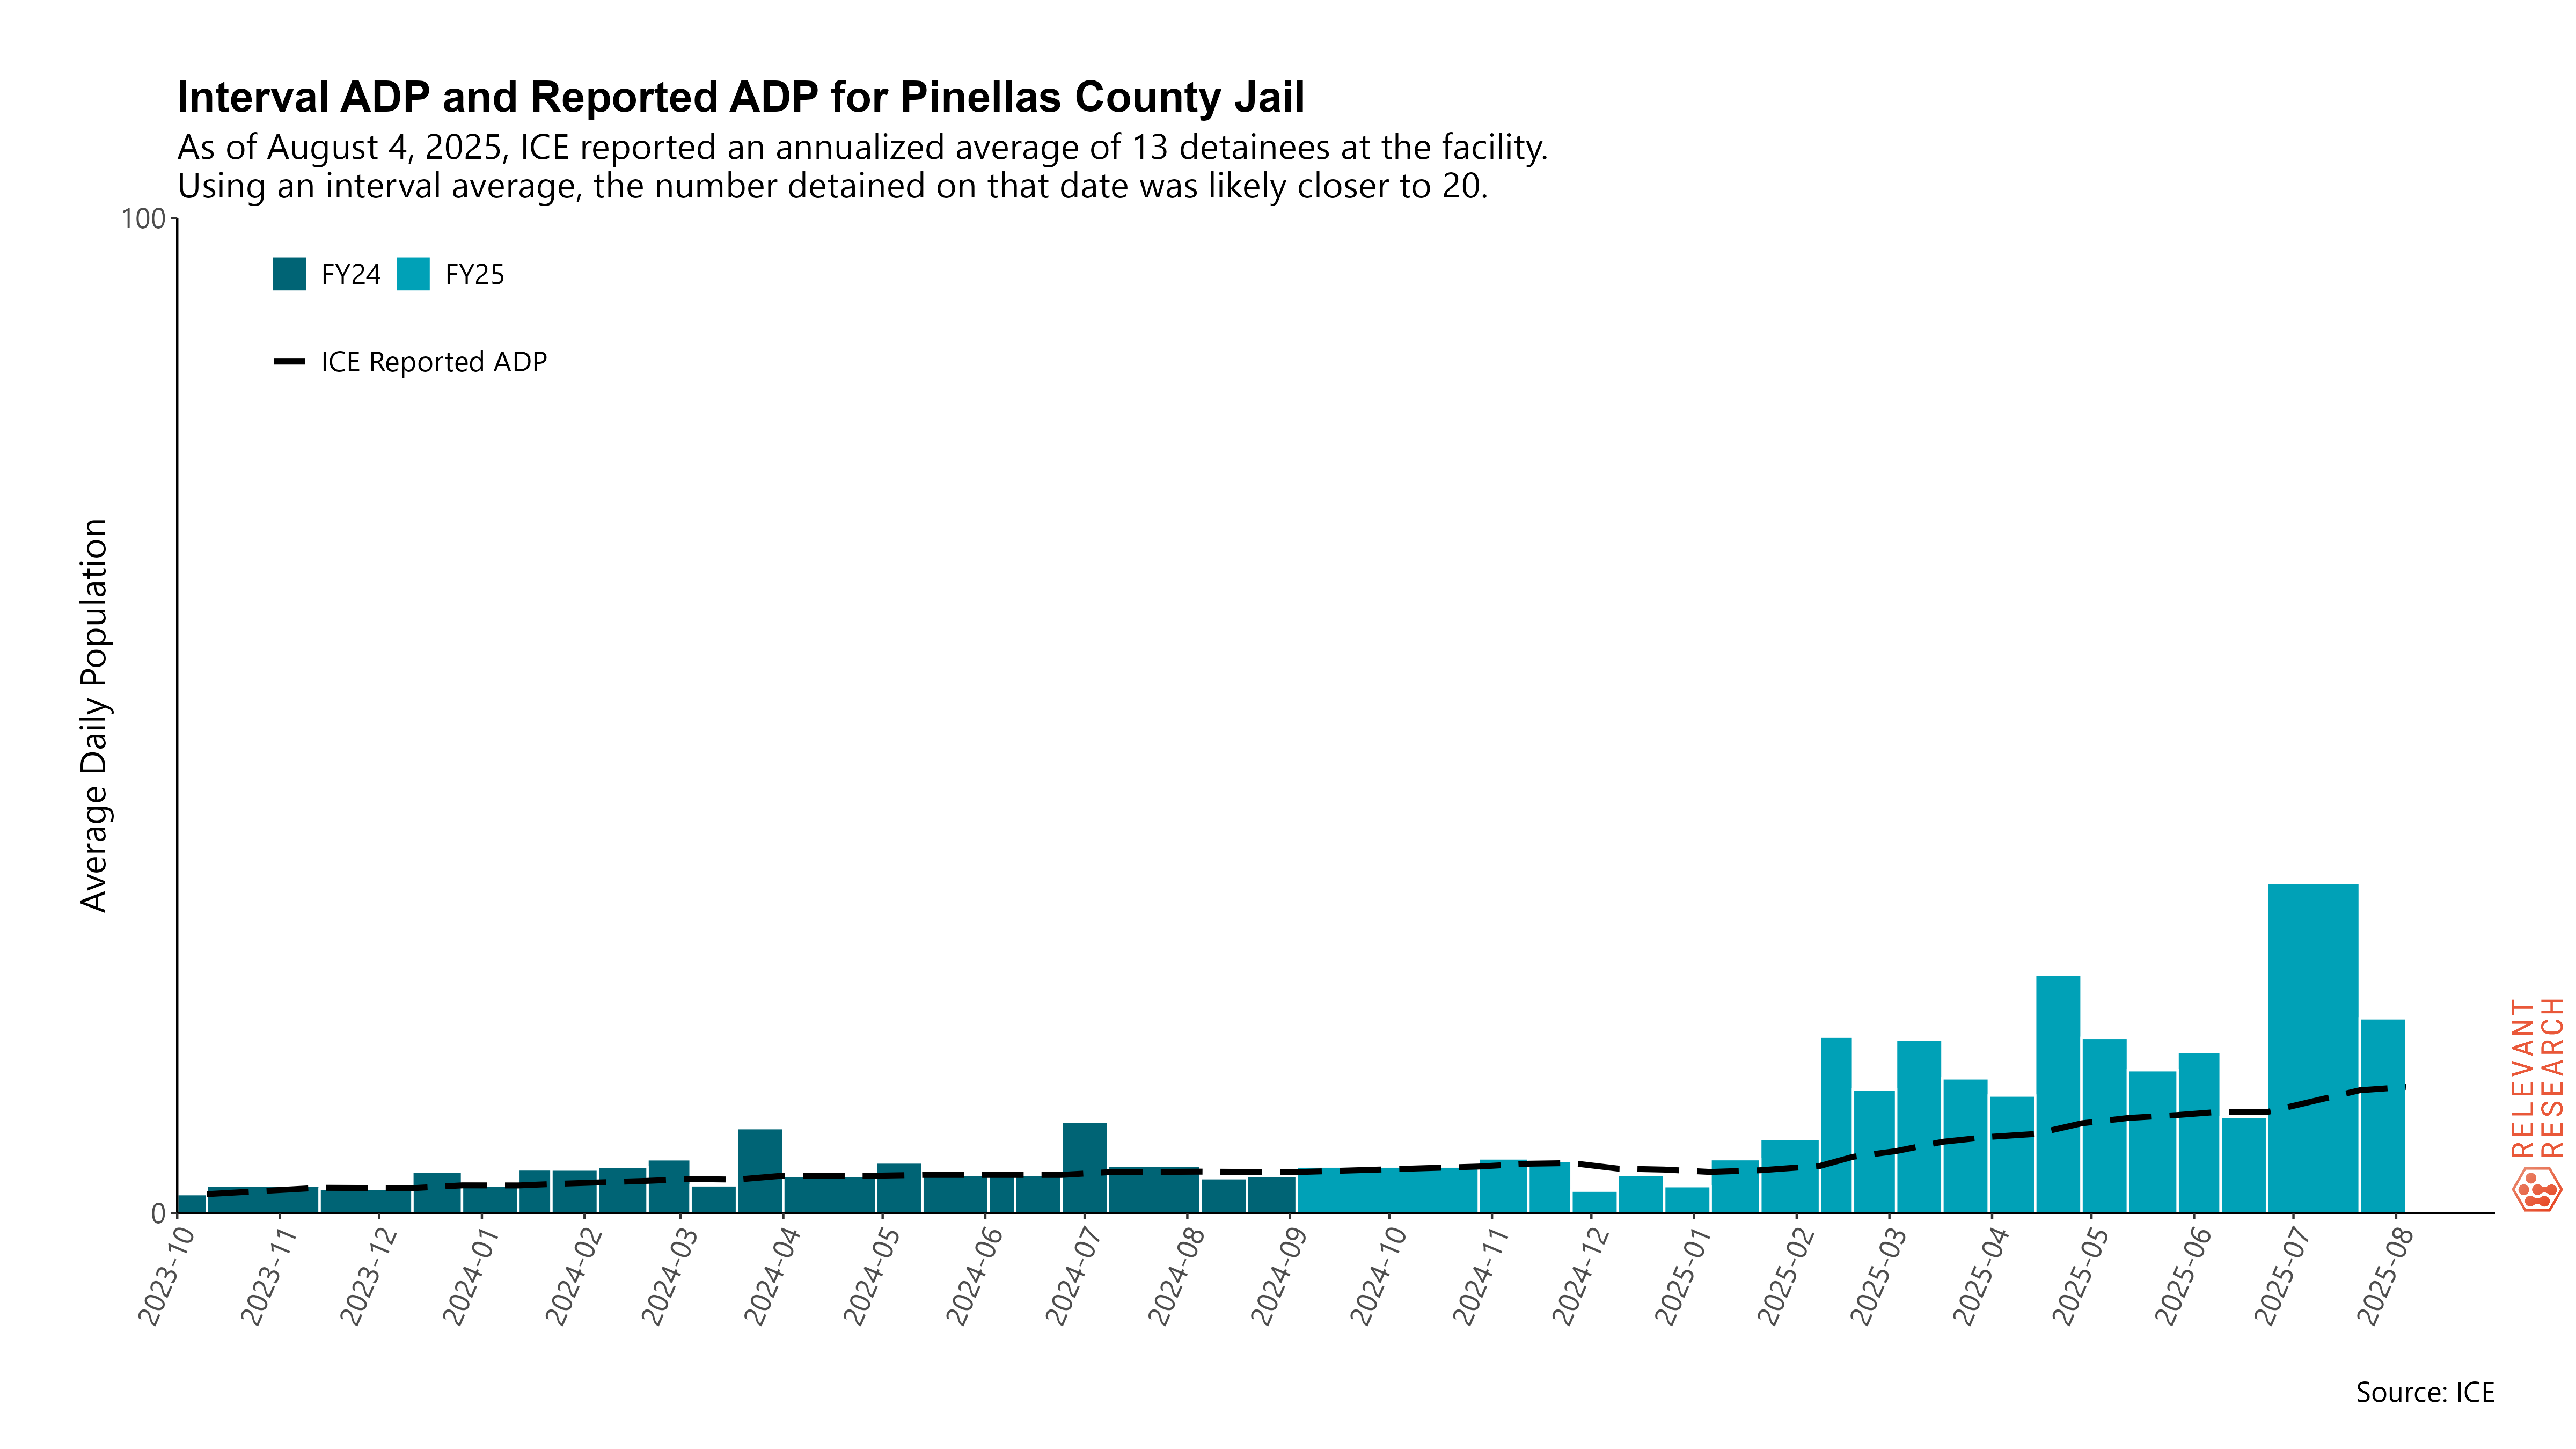 Interval ADP and Reported ADP for Pinellas County Jail
As of August 4, 2025, ICE reported an annualized average of 13 detainees at the facility.
Using an interval average, the number detained on that date was likely closer to 20.
100
FY24
FY25
ICE Reported ADP
Average Daily Population
0
2023-10
2023-11
2023-12
2024-01
2024-02
2024-03
2024-04
2024-05
2024-06
2024-07
2024-08
2024-09
2024-10
2024-11
2024-12
2025-01
2025-02
2025-03
2025-04
2025-05
2025-06
2025-07
2025-08
RELEVANT
RESEARCH
Source: ICE